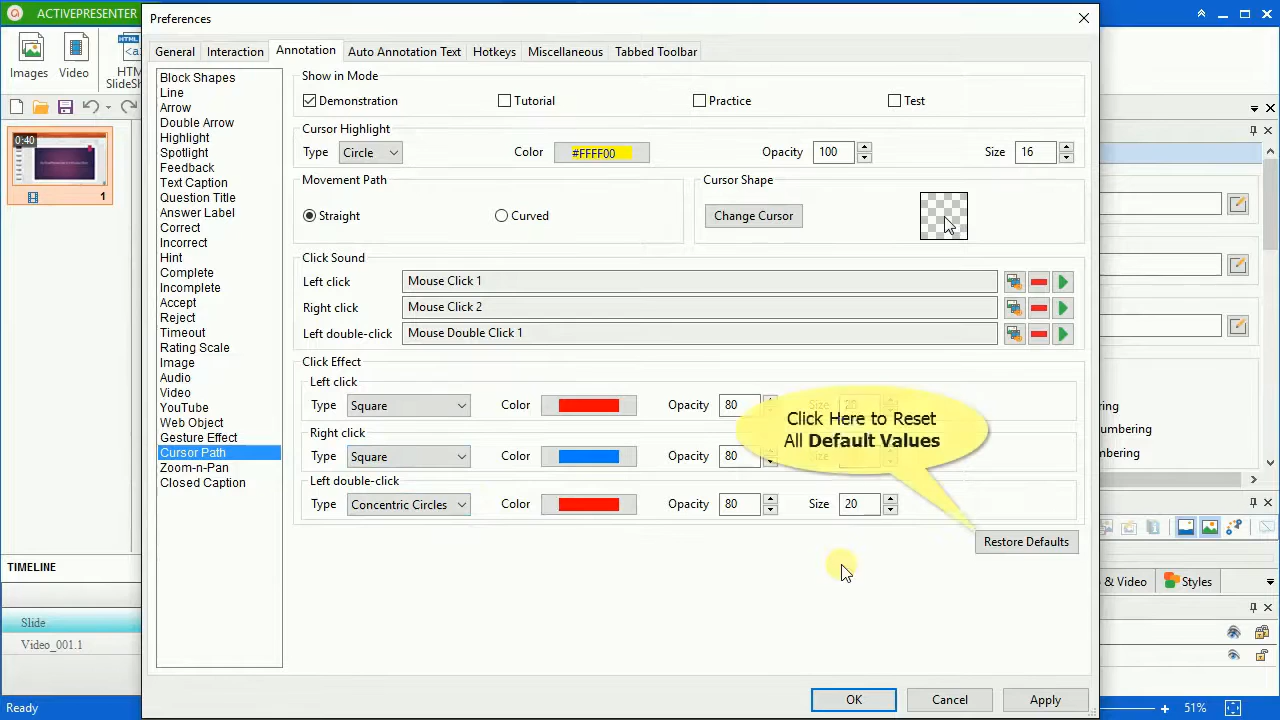 ACTIVEPRESENTER
Preferences
Images
Video
HTM
SlideSh
HTML
<a>
General
Interaction
Annotation
Auto Annotation Text
Hotkeys
Miscellaneous
Tabbed Toolbar
0:40
1
Block Shapes
Line
Arrow
Double Arrow
Highlight
Spotlight
Feedback
Text Caption
Question Title
Answer Label
Correct
Incorrect
Hint
Complete
Incomplete
Accept
Reject
Timeout
Rating Scale
Image
Audio
Video
YouTube
Web Object
Gesture Effect
Cursor Path
Zoom-n-Pan
Closed Caption
Show in Mode
Demonstration
Tutorial
Practice
Test
Cursor Highlight
Type Circle Color #FFFF00 Opacity 100 Size 16
Movement Path
Straight
Curved
Cursor Shape
Change Cursor
Click Sound
Left click Mouse Click 1
Right click Mouse Click 2
Left double-click Mouse Double Click 1
Click Effect
Left click
Type Square Color Opacity 80 Size 20
Right click
Type Square Color Opacity 80
Left double-click
Type Concentric Circles Color Opacity 80 Size 20
Click Here to Reset
All Default Values
Restore Defaults
OK
Cancel
Apply
ring
umbering
mbering
& Video
Styles
TIMELINE
Slide
Video_001.1
Ready
51%